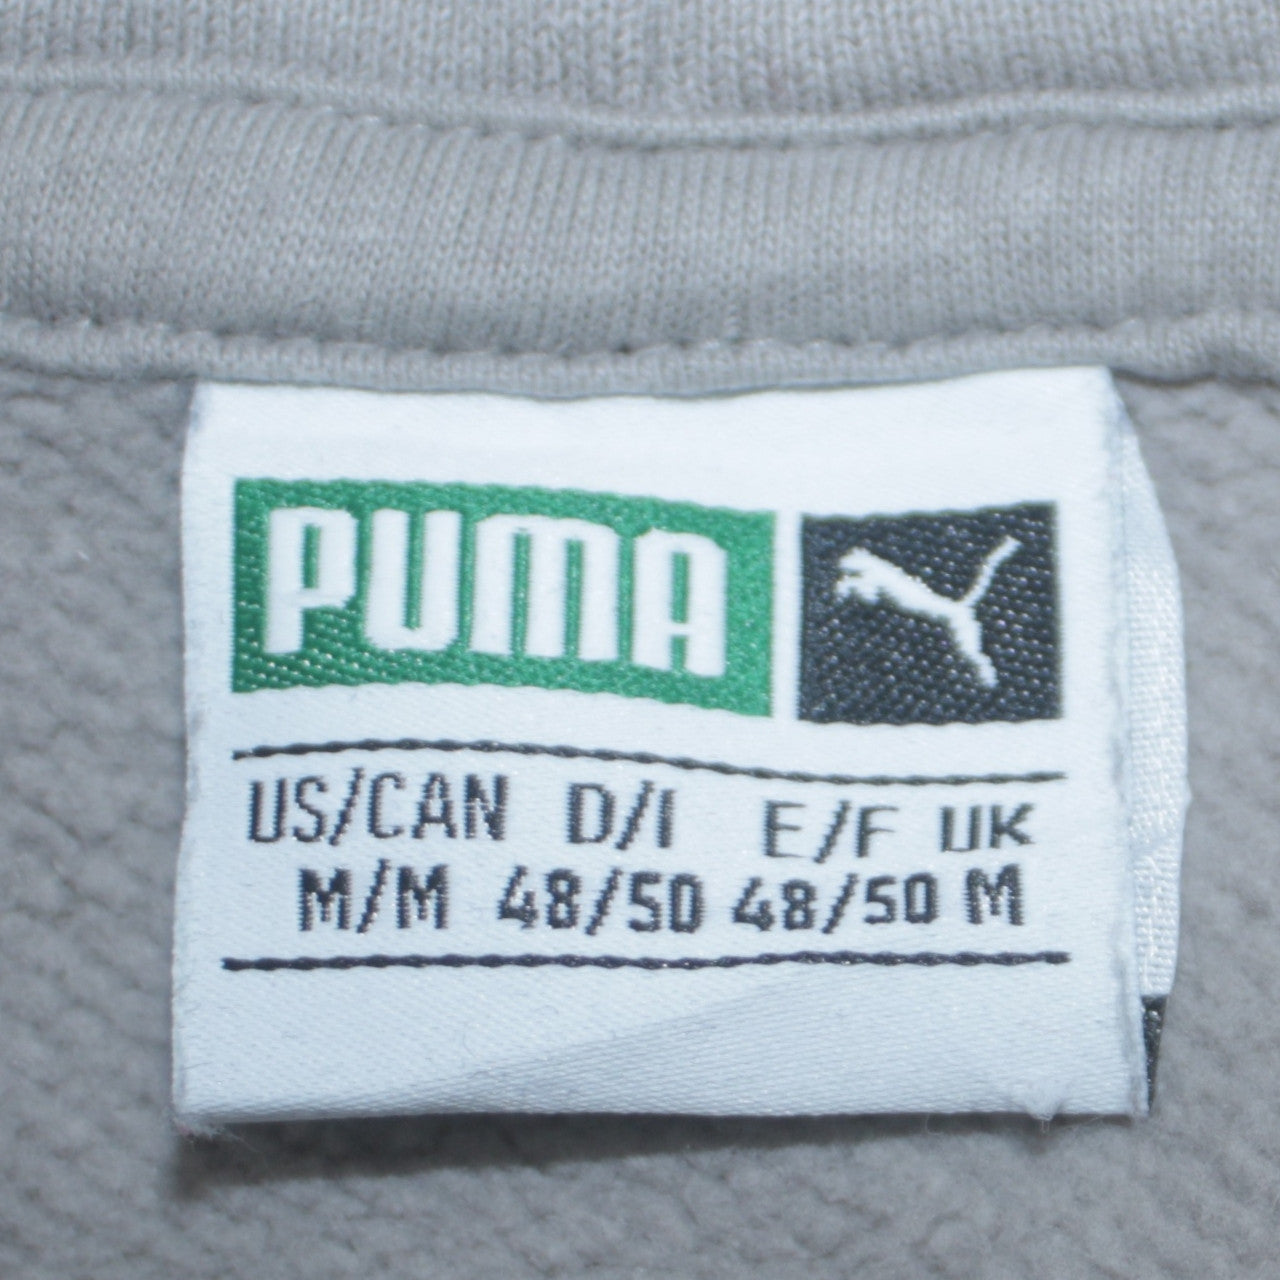 PUMA
US/CAN D/I E/F UK
M/M 48/50 48/50 M